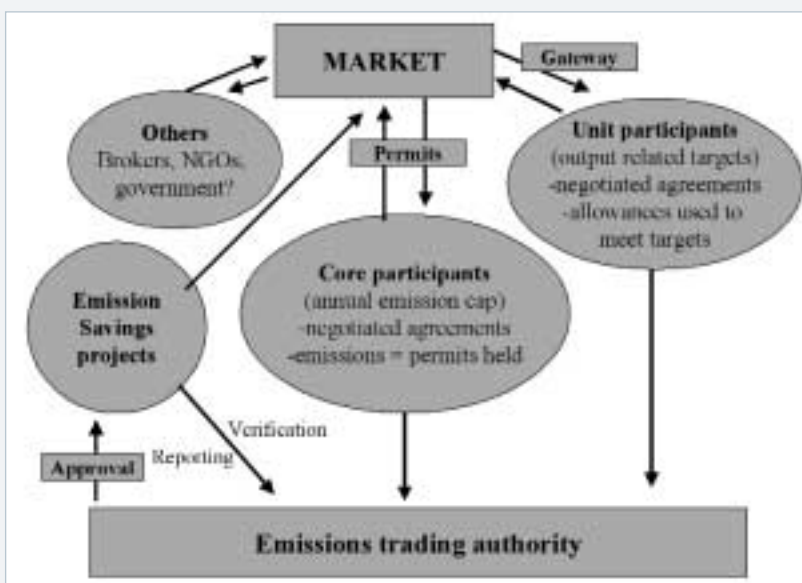 MARKET
Gateway
Others
Brokers, NGOs,
government?
Permits
Unit participants
(output related targets)
-negotiated agreements
-allowances used to
meet targets
Core participants
(annual emission cap)
-negotiated agreements
-emissions = permits held
Emission
Savings
projects
Verification
Reporting
Approval
Emissions trading authority